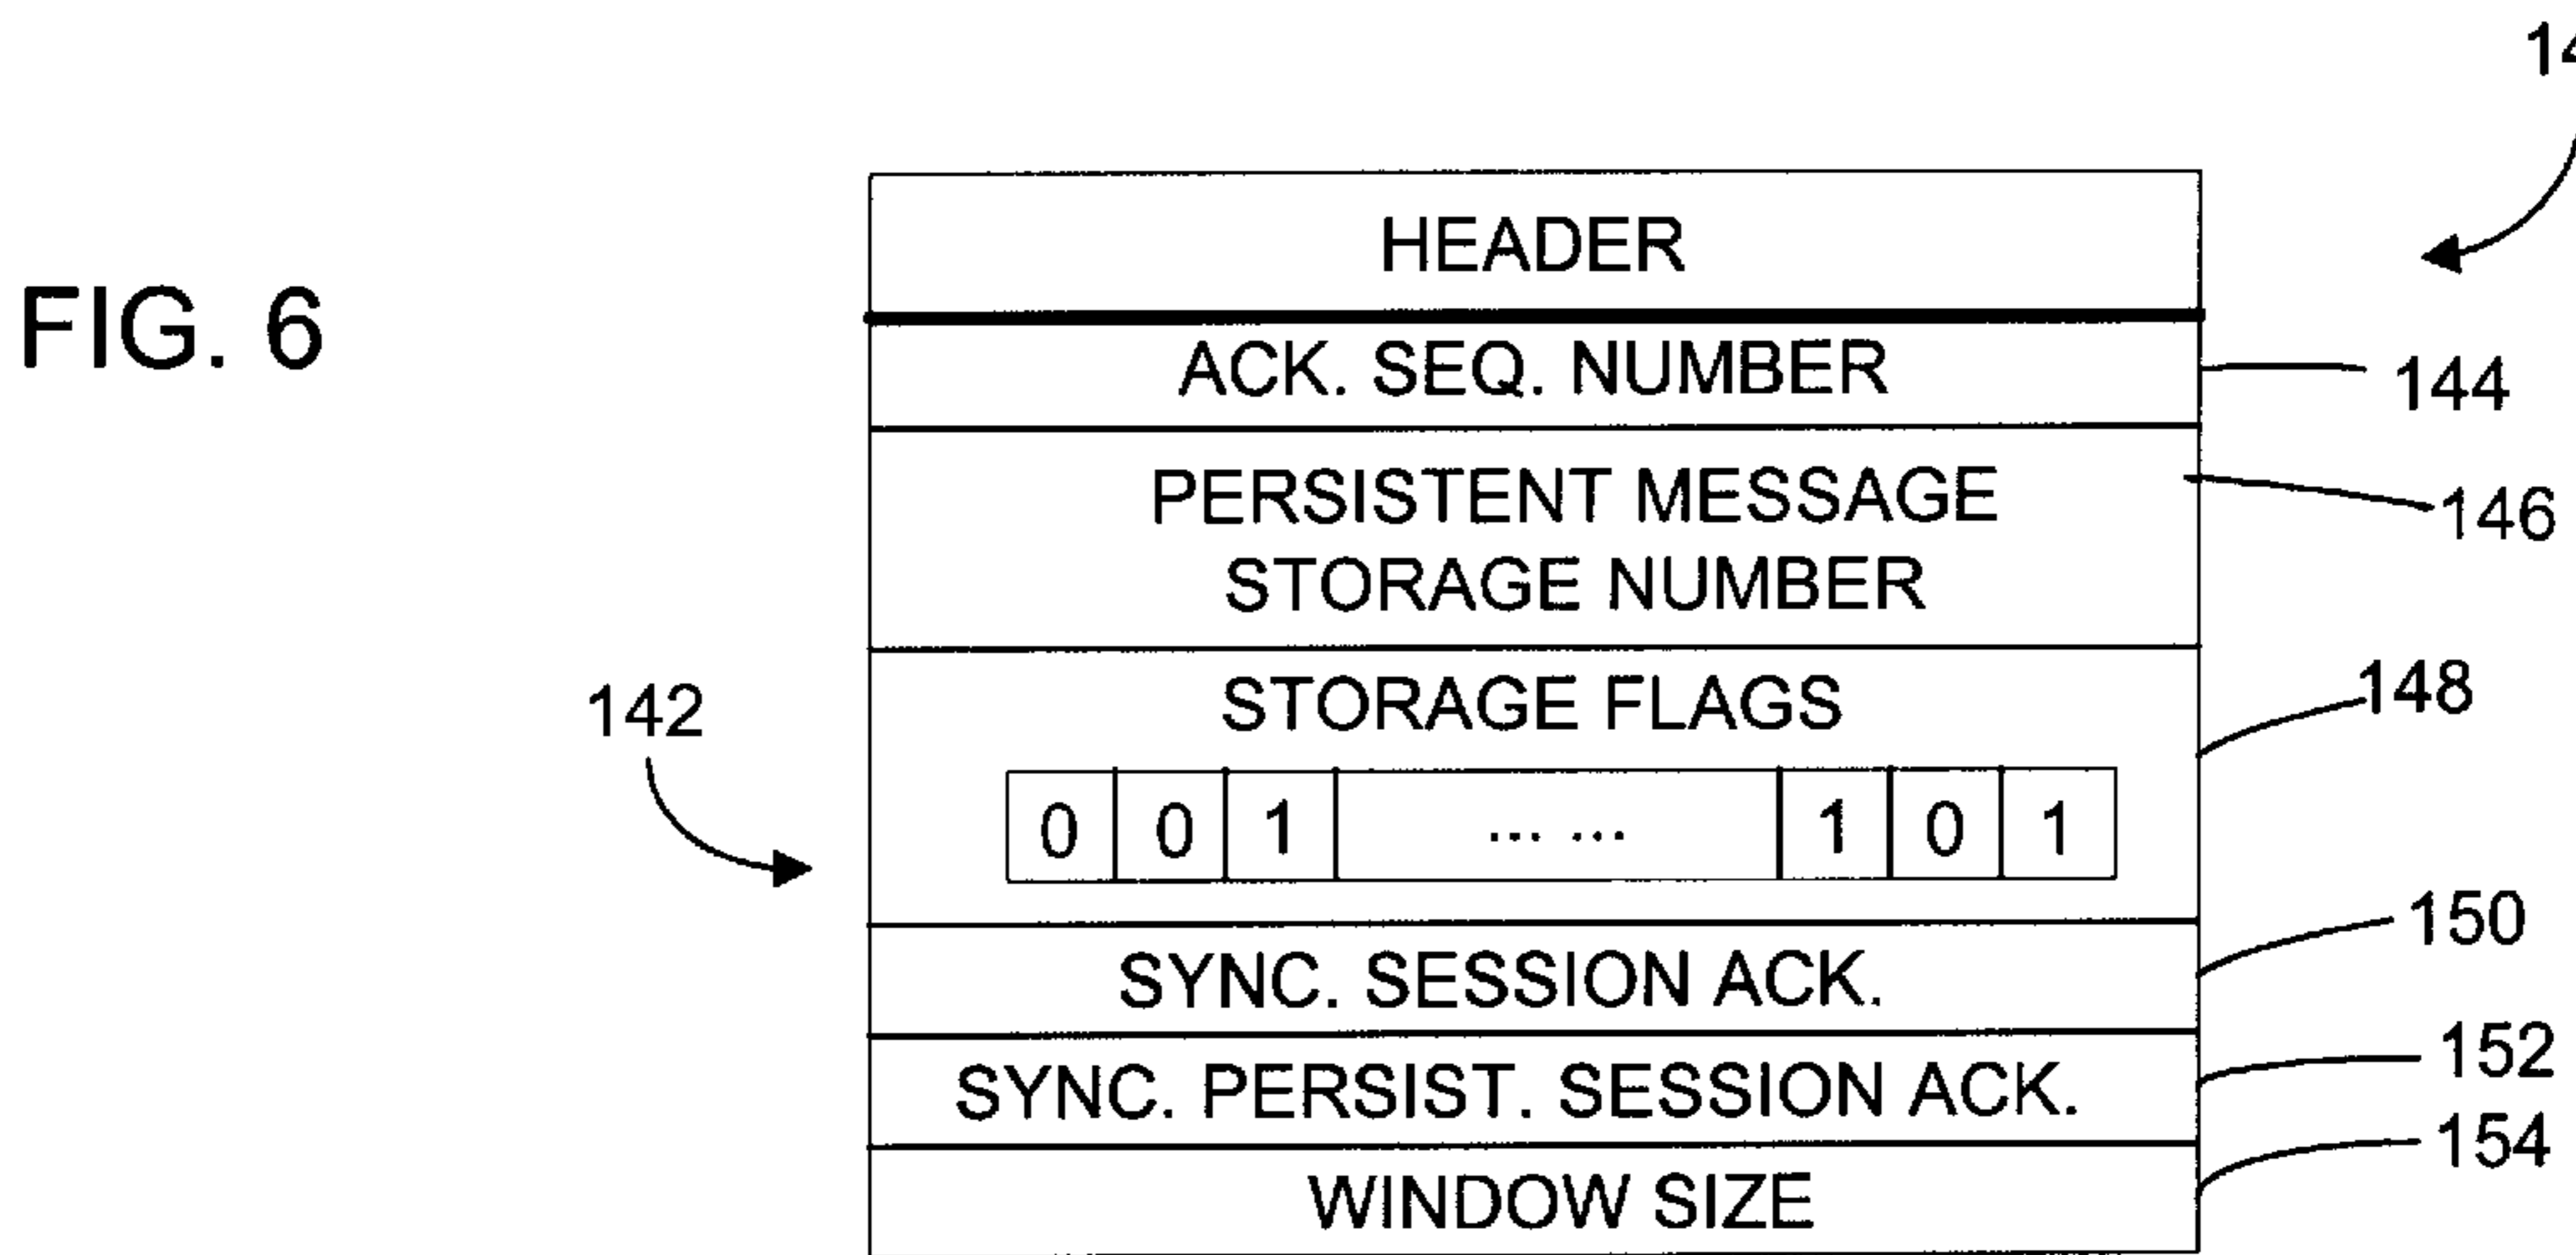 FIG. 6
HEADER
ACK. SEQ. NUMBER
144
PERSISTENT MESSAGE
STORAGE NUMBER
146
STORAGE FLAGS
148
142
0 0 1 ... ... 1 0 1
SYNC. SESSION ACK.
150
SYNC. PERSIST. SESSION ACK.
152
WINDOW SIZE
154